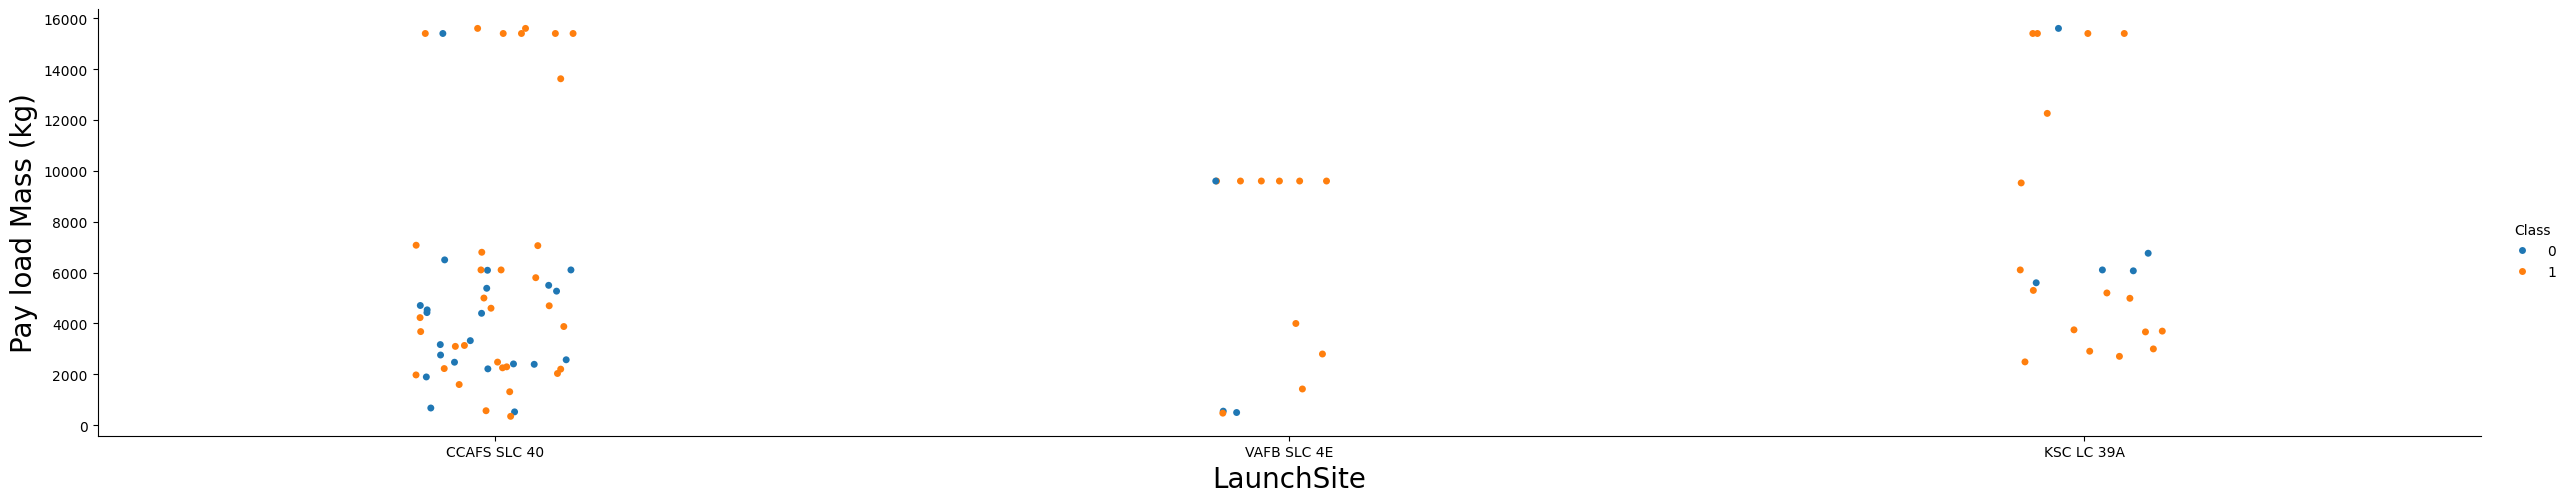 Pay load Mass (kg)
16000
14000
12000
10000
8000
6000
4000
2000
0
CCAFS SLC 40
VAFB SLC 4E
KSC LC 39A
LaunchSite
Class
0
1